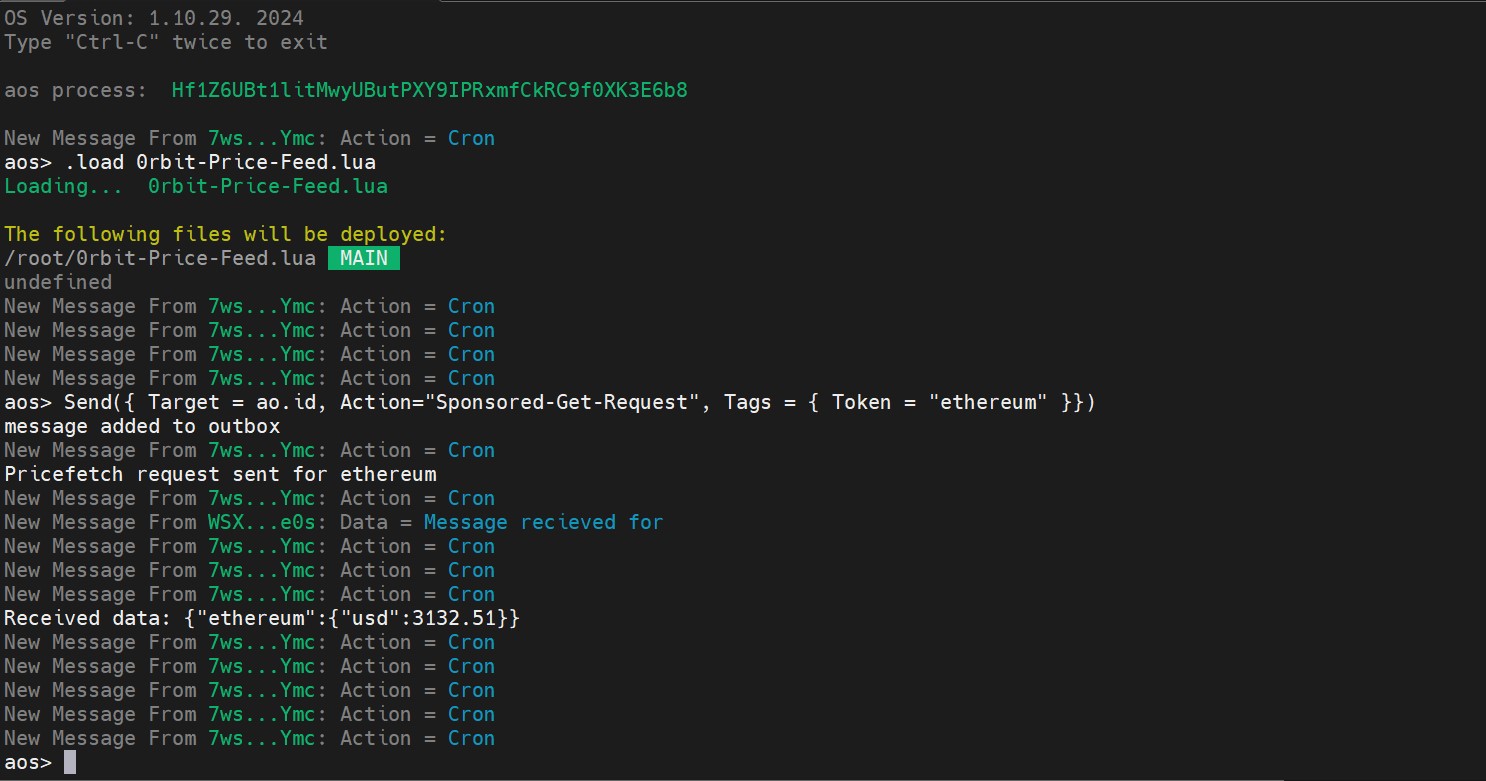 OS Version: 1.10.29. 2024
Type "Ctrl-C" twice to exit
aos process:  Hf1Z6UBt1litMwyUButPXY9IPRxmfCkRC9f0XK3E6b8
New Message From 7ws...Ymc: Action = Cron
aos> .load 0rbit-Price-Feed.lua
Loading...  0rbit-Price-Feed.lua
The following files will be deployed:
/root/0rbit-Price-Feed.lua MAIN
undefined
New Message From 7ws...Ymc: Action = Cron
New Message From 7ws...Ymc: Action = Cron
New Message From 7ws...Ymc: Action = Cron
New Message From 7ws...Ymc: Action = Cron
aos> Send({ Target = ao.id, Action="Sponsored-Get-Request", Tags = { Token = "ethereum" }})
message added to outbox
New Message From 7ws...Ymc: Action = Cron
Pricefetch request sent for ethereum
New Message From 7ws...Ymc: Action = Cron
New Message From WSX...e0s: Data = Message recieved for
New Message From 7ws...Ymc: Action = Cron
New Message From 7ws...Ymc: Action = Cron
New Message From 7ws...Ymc: Action = Cron
Received data: {"ethereum":{"usd":3132.51}}
New Message From 7ws...Ymc: Action = Cron
New Message From 7ws...Ymc: Action = Cron
New Message From 7ws...Ymc: Action = Cron
New Message From 7ws...Ymc: Action = Cron
New Message From 7ws...Ymc: Action = Cron
aos>